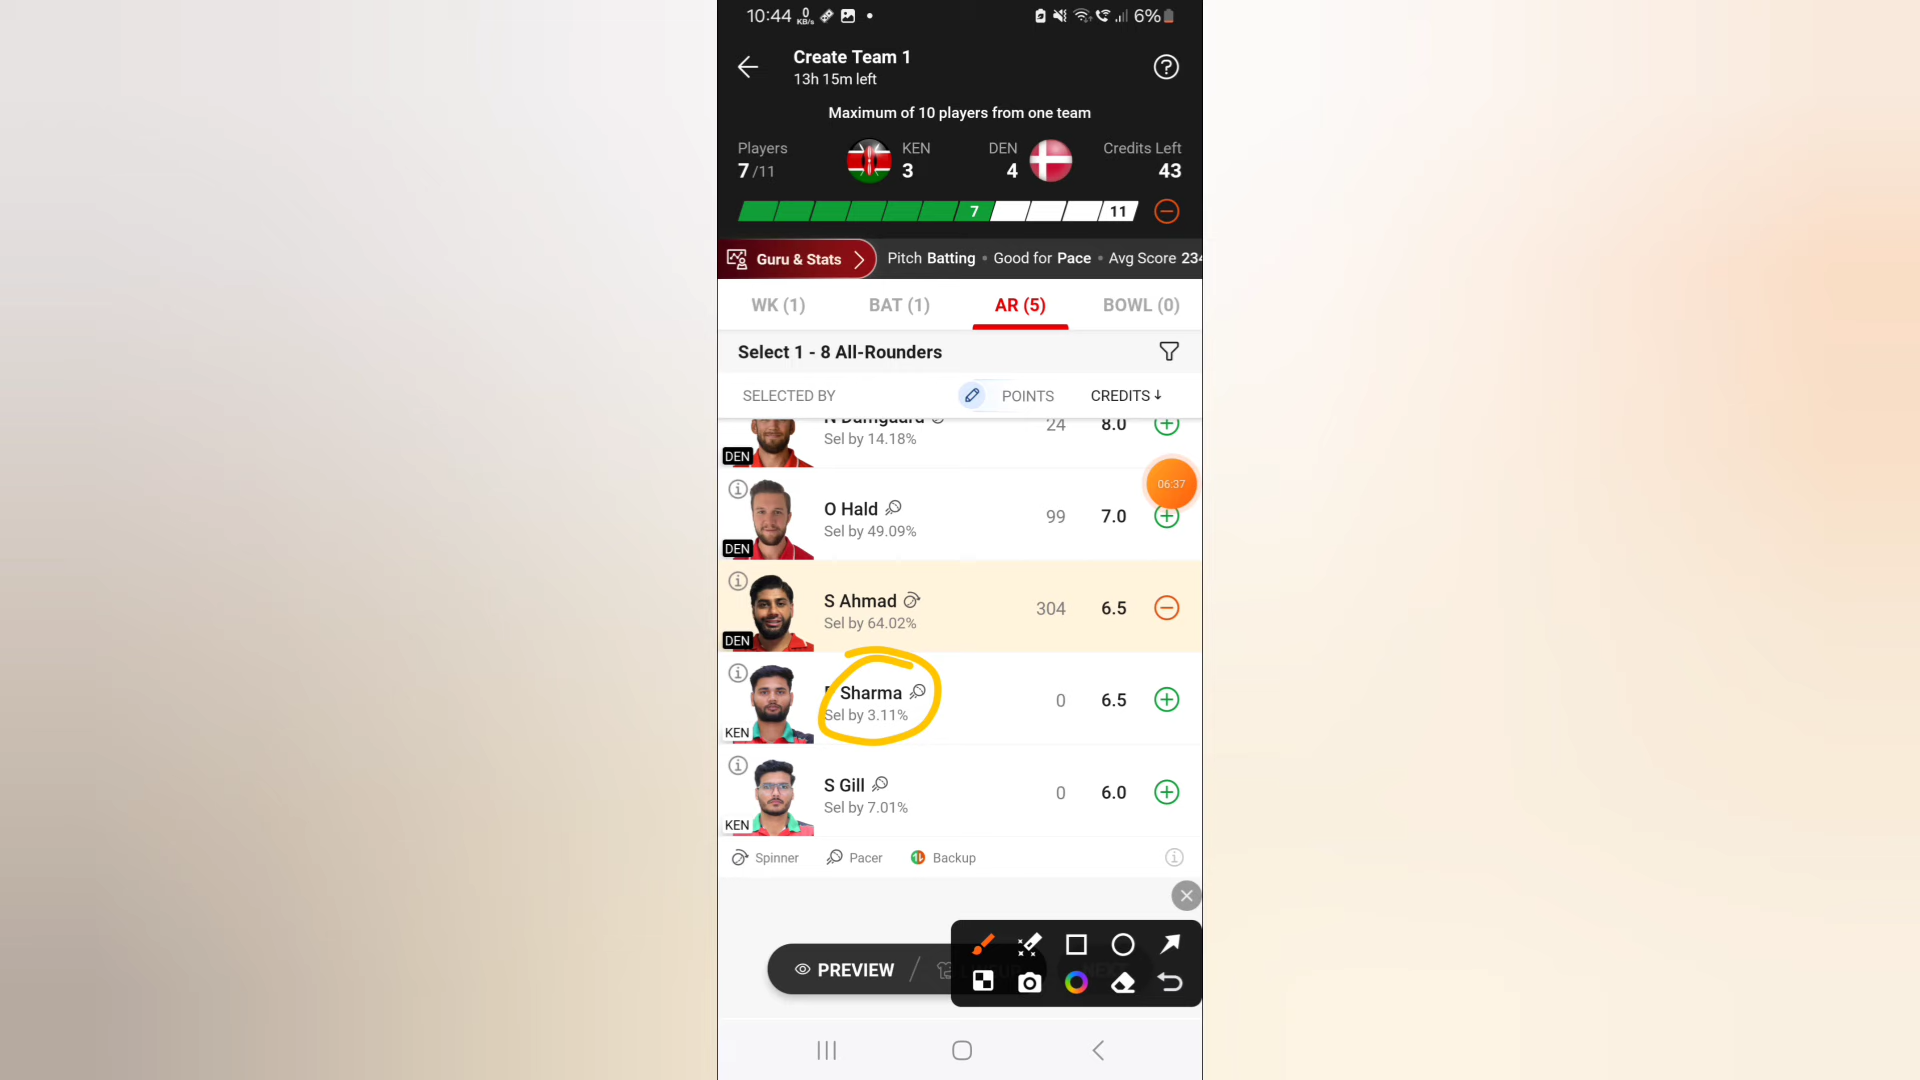 10:44 0 KB/s 6%
Create Team 1
13h 15m left
Maximum of 10 players from one team
Players KEN DEN Credits Left
7/11 3 4 43
7 11
Guru & Stats Pitch Batting • Good for Pace • Avg Score 234
WK (1) BAT (1) AR (5) BOWL (0)
Select 1 - 8 All-Rounders
SELECTED BY POINTS CREDITS ↓
N Damgaard 24 8.0
Sel by 14.18%
DEN
06:37
O Hald 99 7.0
Sel by 49.09%
DEN
S Ahmad 304 6.5
Sel by 64.02%
DEN
Sharma 0 6.5
Sel by 3.11%
KEN
S Gill 0 6.0
Sel by 7.01%
KEN
Spinner Pacer Backup
PREVIEW